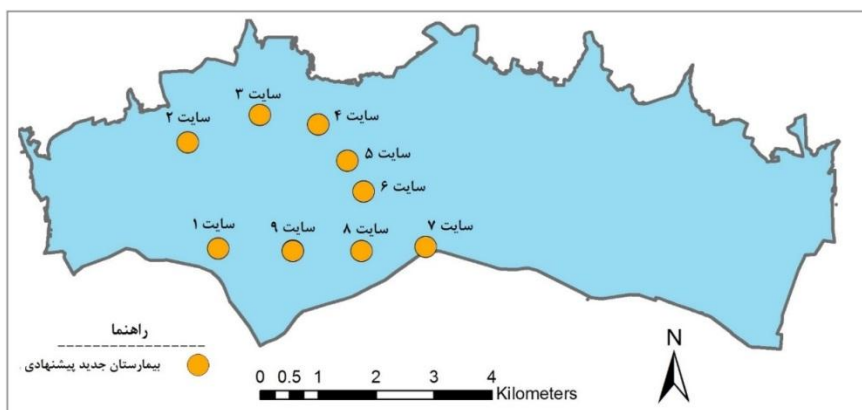 سایت ۳
سایت ۴
سایت ۲
سایت ۵
سایت ۶
سایت ۱
سایت ۹
سایت ۸
سایت ۷
راهنما
بیمارستان جدید پیشنهادی
N
0 0.5 1 2 3 4
Kilometers